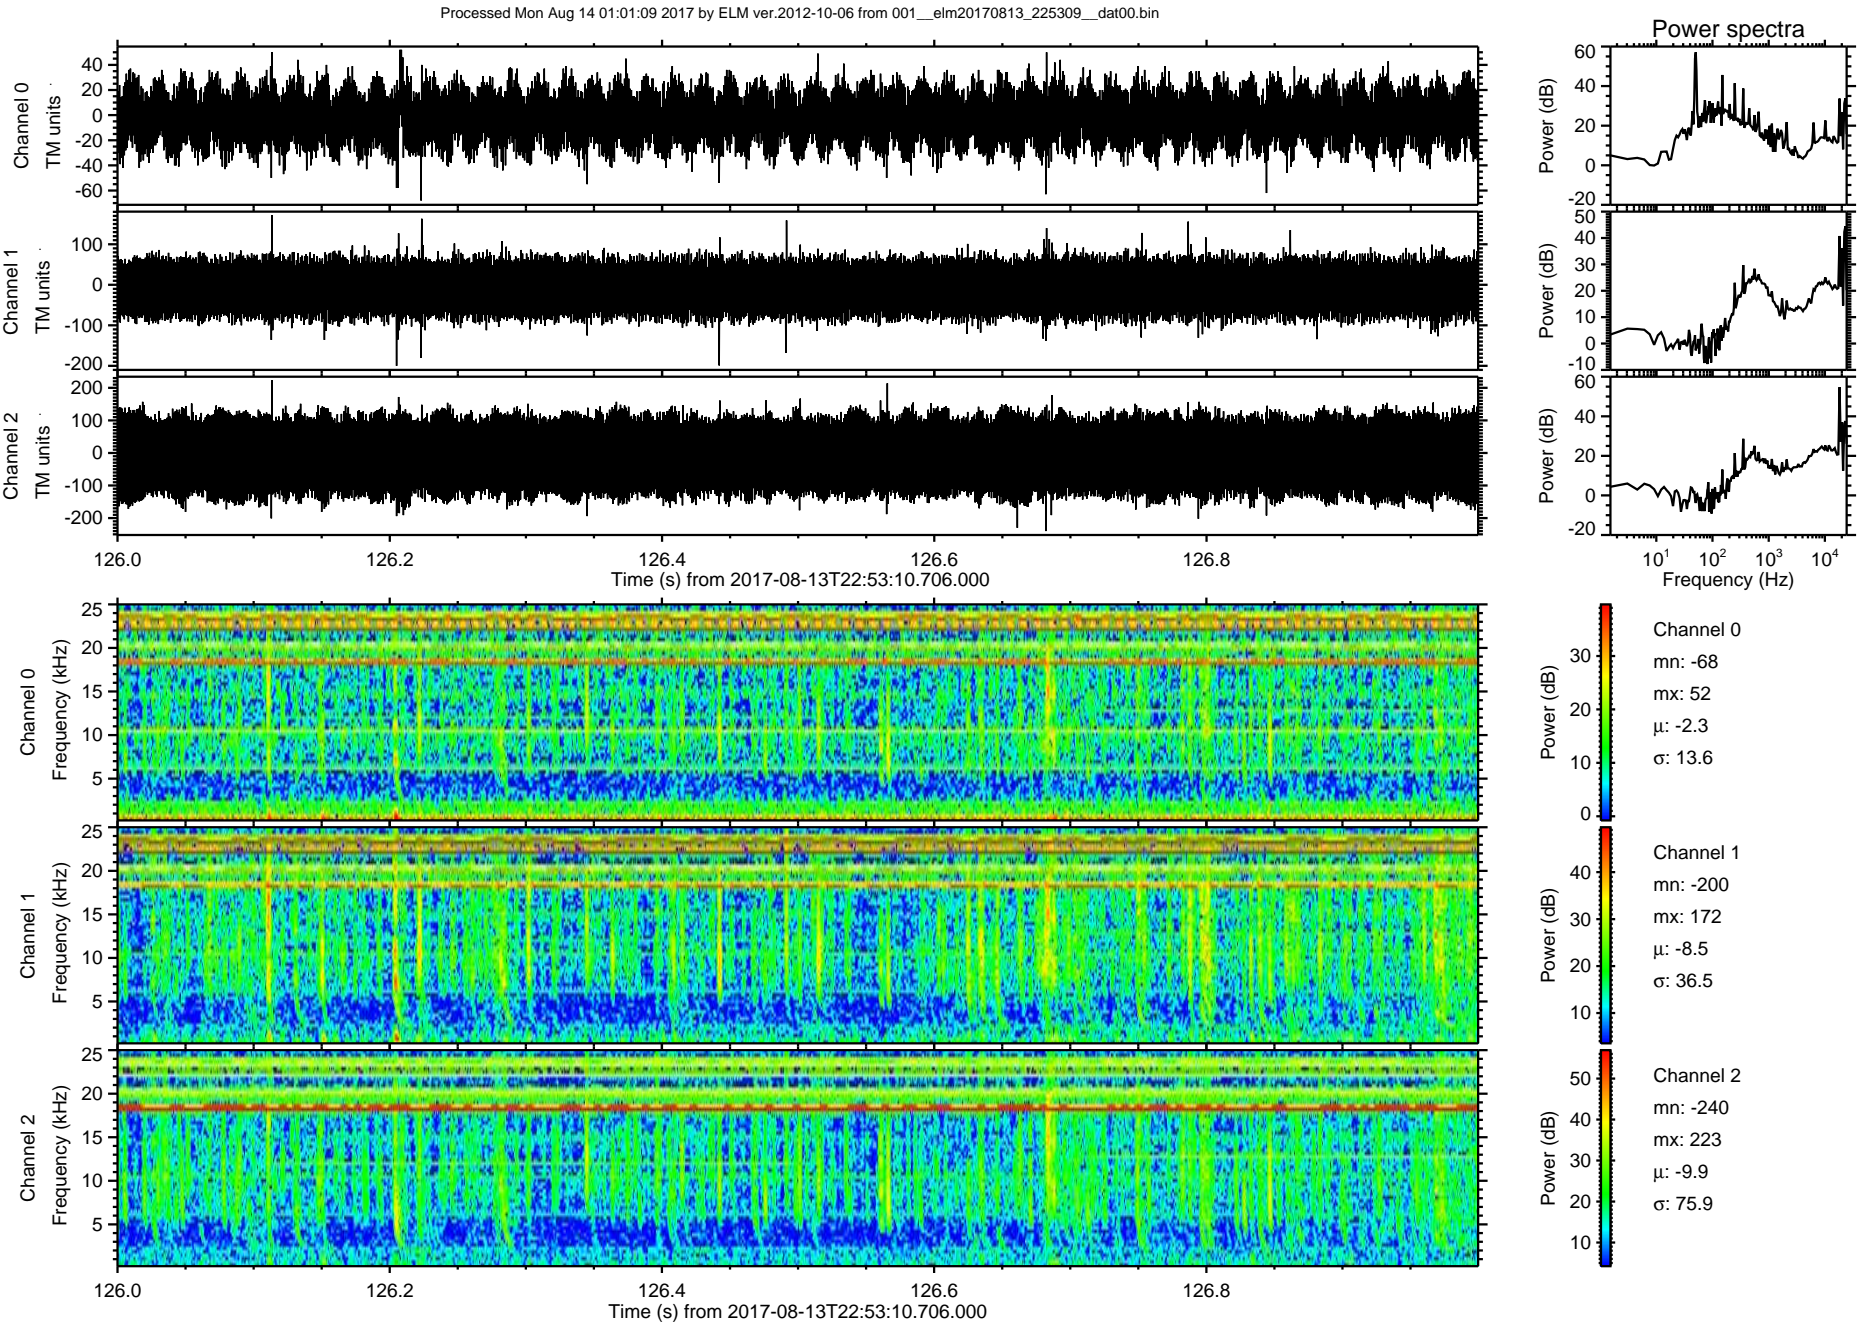 Processed Mon Aug 14 01:01:09 2017 by ELM ver.2012-10-06 from 001__elm20170813_225309__dat00.bin
Power spectra
Channel 0
TM units
40
20
0
-20
-40
-60
Power (dB)
60
40
20
0
-20
Channel 1
TM units
100
0
-100
-200
Power (dB)
50
40
30
20
10
0
-10
Channel 2
TM units
200
100
0
-100
-200
Power (dB)
60
40
20
0
-20
126.0 126.2 126.4 126.6 126.8
Time (s) from 2017-08-13T22:53:10.706.000
10^1 10^2 10^3 10^4
Frequency (Hz)
Channel 0
Frequency (kHz)
25
20
15
10
5
Power (dB)
30
20
10
0
Channel 0
mn: -68
mx: 52
µ: -2.3
σ: 13.6
Channel 1
Frequency (kHz)
25
20
15
10
5
Power (dB)
40
30
20
10
Channel 1
mn: -200
mx: 172
µ: -8.5
σ: 36.5
Channel 2
Frequency (kHz)
25
20
15
10
5
Power (dB)
50
40
30
20
10
Channel 2
mn: -240
mx: 223
µ: -9.9
σ: 75.9
126.0 126.2 126.4 126.6 126.8
Time (s) from 2017-08-13T22:53:10.706.000